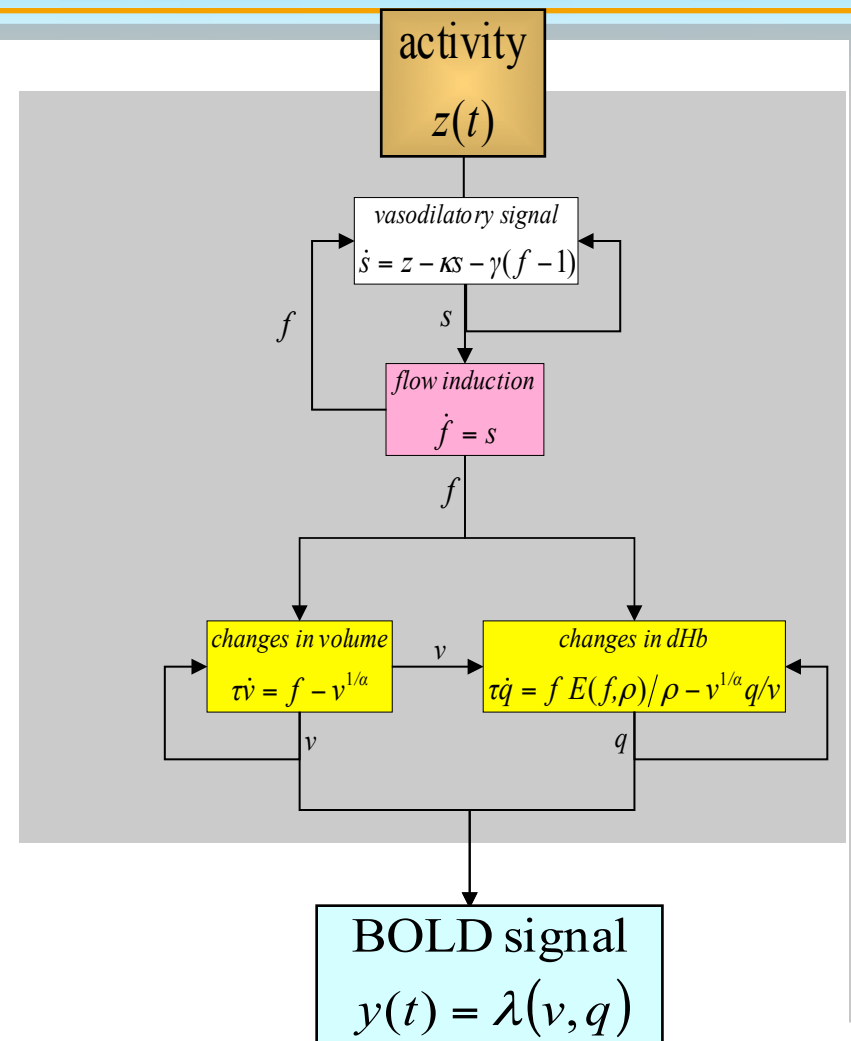 activity
z(t)
vasodilatory signal
ṡ = z − κs − γ(f − 1)
f
s
flow induction
ḟ = s
f
changes in volume
τv̇ = f − v^{1/α}
v
changes in dHb
τq̇ = f E(f,ρ)/ρ − v^{1/α} q/v
v
q
BOLD signal
y(t) = λ(v, q)